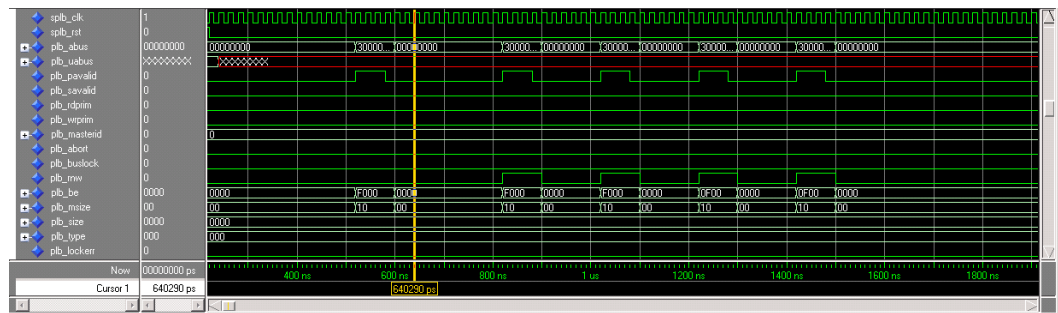 splb_clk 1
splb_rst 0
plb_abus 00000000 00000000 30000... 00000000 30000... 00000000 30000... 00000000 30000... 00000000 30000... 00000000
plb_uabus XXXXXXXX
plb_pavalid 0
plb_savalid 0
plb_rdprim 0
plb_wrprim 0
plb_masterid 0 0
plb_abort 0
plb_buslock 0
plb_rnw 0
plb_be 0000 0000 F000 0000 F000 0000 F000 0000 0F00 0000 0F00 0000
plb_msize 00 00 10 00 10 00 10 00 10 00 10 00
plb_size 0000 0000
plb_type 000 000
plb_lockerr 0
Now 00000000 ps 400 ns 600 ns 800 ns 1 us 1200 ns 1400 ns 1600 ns 1800 ns
Cursor 1 640290 ps 640290 ps